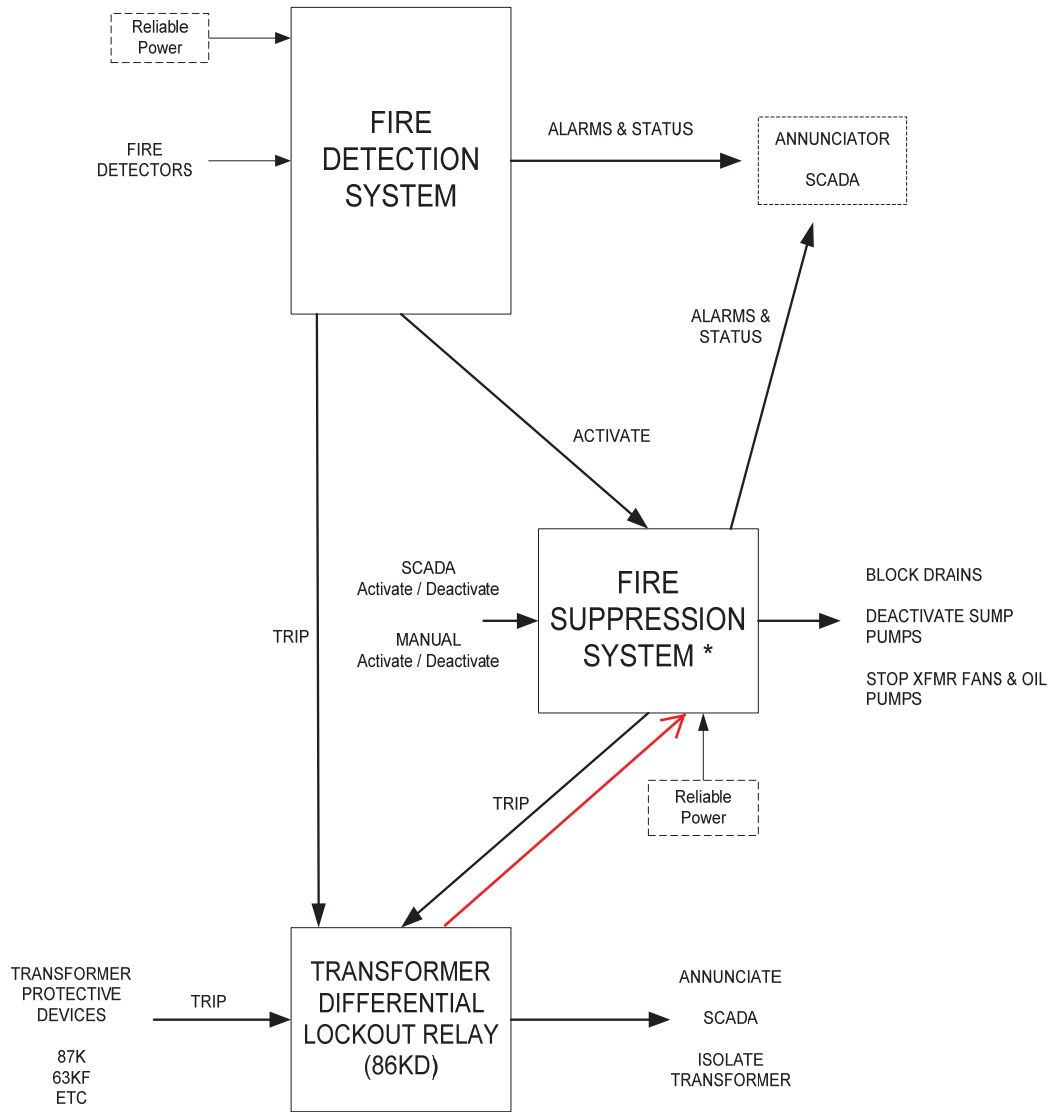 Reliable
Power
FIRE
DETECTORS
FIRE
DETECTION
SYSTEM
ALARMS & STATUS
ANNUNCIATOR
SCADA
ALARMS &
STATUS
ACTIVATE
SCADA
Activate / Deactivate
MANUAL
Activate / Deactivate
FIRE
SUPPRESSION
SYSTEM *
BLOCK DRAINS
DEACTIVATE SUMP
PUMPS
STOP XFMR FANS & OIL
PUMPS
TRIP
TRIP
Reliable
Power
TRANSFORMER
PROTECTIVE
DEVICES
87K
63KF
ETC
TRIP
TRANSFORMER
DIFFERENTIAL
LOCKOUT RELAY
(86KD)
ANNUNCIATE
SCADA
ISOLATE
TRANSFORMER